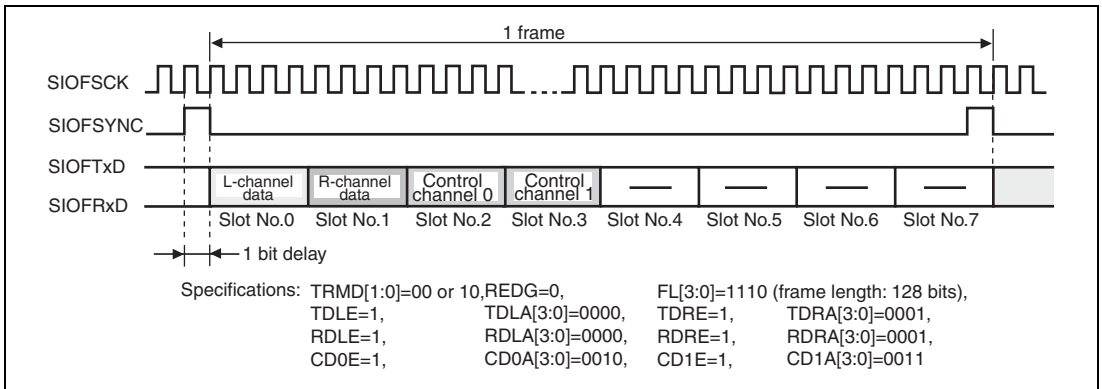 1 frame
SIOFSCK
SIOFSYNC
SIOFTxD
SIOFRxD
L-channel data
R-channel data
Control channel 0
Control channel 1
Slot No.0 Slot No.1 Slot No.2 Slot No.3 Slot No.4 Slot No.5 Slot No.6 Slot No.7
1 bit delay
Specifications: TRMD[1:0]=00 or 10,REDG=0, FL[3:0]=1110 (frame length: 128 bits),
TDLE=1, TDLA[3:0]=0000, TDRE=1, TDRA[3:0]=0001,
RDLE=1, RDLA[3:0]=0000, RDRE=1, RDRA[3:0]=0001,
CD0E=1, CD0A[3:0]=0010, CD1E=1, CD1A[3:0]=0011